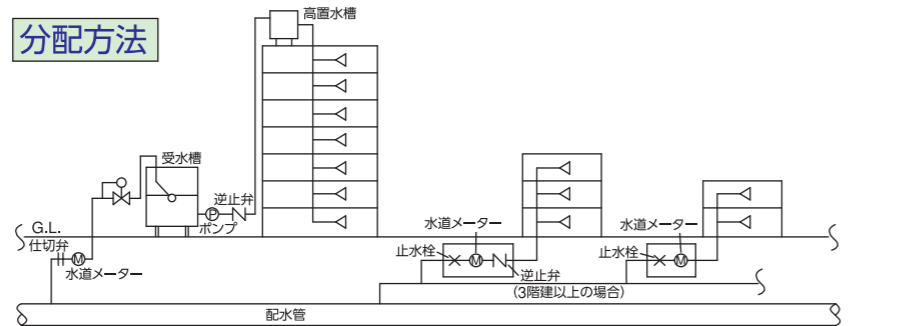 分配方法
高置水槽
受水槽
逆止弁
P
ポンプ
G.L.
仕切弁
M
水道メーター
水道メーター
止水栓
M
逆止弁
(3階建以上の場合)
水道メーター
止水栓
M
配水管